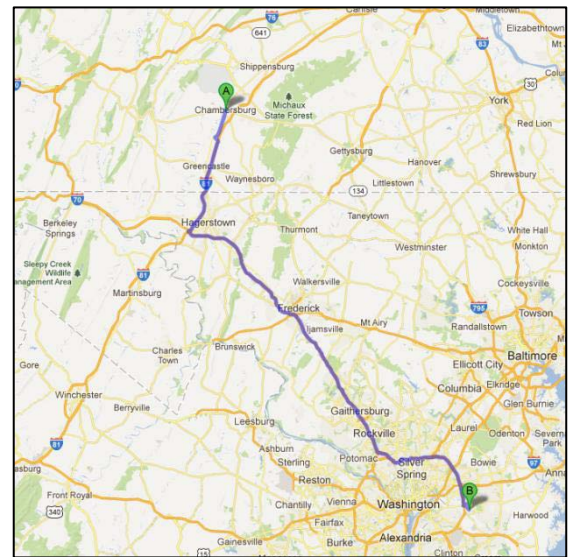 Middletown
Carlisle
76
Elizabethtown
641
83
Mt
Shippensburg
A
Chambersburg
Michaux
State Forest
30
York
Red Lion
Gettysburg
Greencastle
Hanover
81
Waynesboro
Shrewsbury
134
Littlestown
70
Taneytown
Hagerstown
Berkeley
Springs
Thurmont
White Hall
Westminster
Monkton
Sleepy Creek
Wildlife
Management Area
81
Walkersville
Cockeysville
Martinsburg
Frederick
795
Towson
Ijamsville
Mt Airy
Randallstown
Gore
Charles
Town
Brunswick
Baltimore
Ellicott City
Winchester
Columbia
Elkridge
Berryville
Gaithersburg
Glen Burnie
Leesburg
Rockville
Laurel
Odenton
Severn
Park
81
Ashburn
Potomac
Silver
Spring
Bowie
Sterling
97
Reston
B
Front Royal
Chantilly
Vienna
Washington
Harwood
340
Fairfax
Alexandria
Gainesville
Burke
Clinton
15